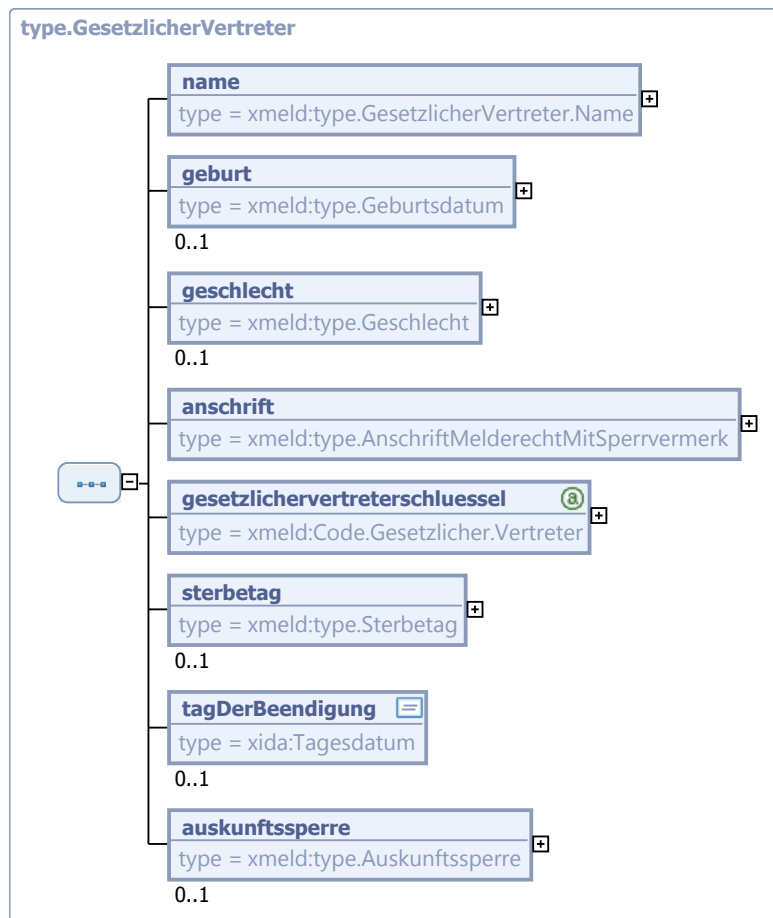 type.GesetzlicherVertreter
name
type = xmeld:type.GesetzlicherVertreter.Name
geburt
type = xmeld:type.Geburtsdatum
0..1
geschlecht
type = xmeld:type.Geschlecht
0..1
anschrift
type = xmeld:type.AnschriftMelderechtMitSperrvermerk
gesetzlichervertreterschluessel a
type = xmeld:Code.Gesetzlicher.Vertreter
sterbetag
type = xmeld:type.Sterbetag
0..1
tagDerBeendigung
type = xida:Tagesdatum
0..1
auskunftssperre
type = xmeld:type.Auskunftssperre
0..1